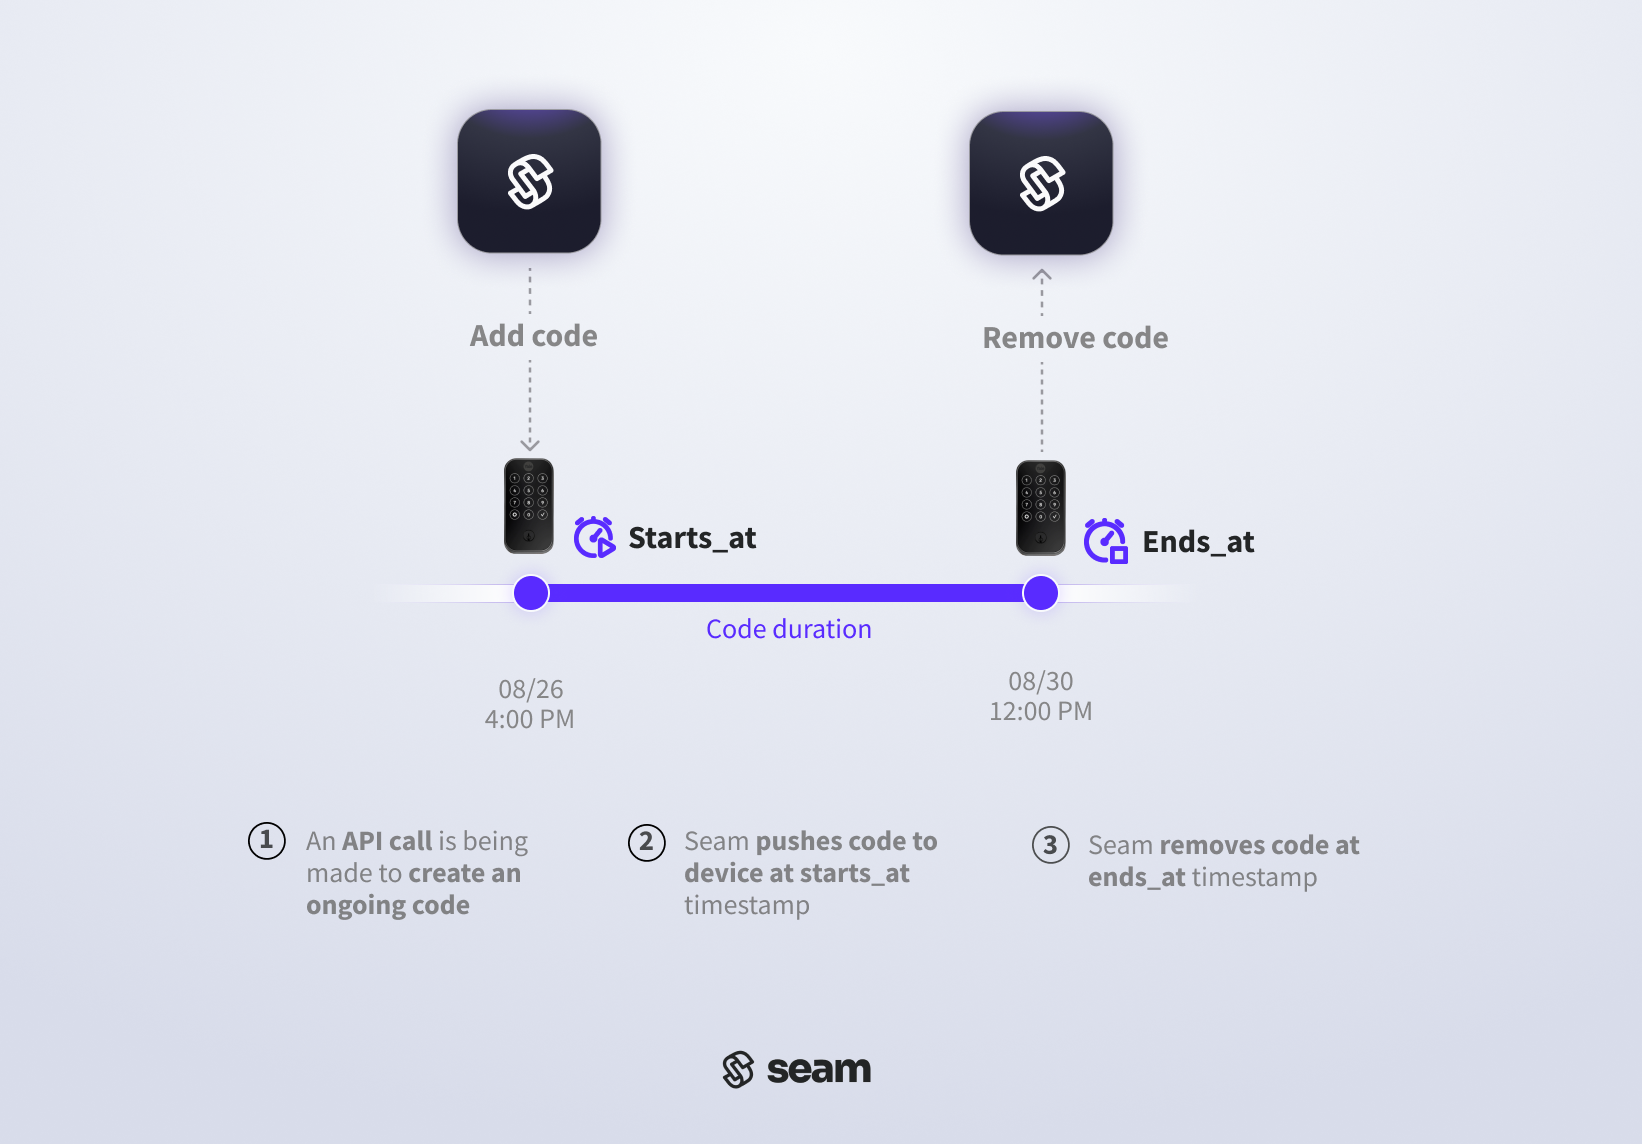 Add code
Remove code
Starts_at
Ends_at
Code duration
08/26
4:00 PM
08/30
12:00 PM
1
An API call is being
made to create an
ongoing code
2
Seam pushes code to
device at starts_at
timestamp
3
Seam removes code at
ends_at timestamp
seam